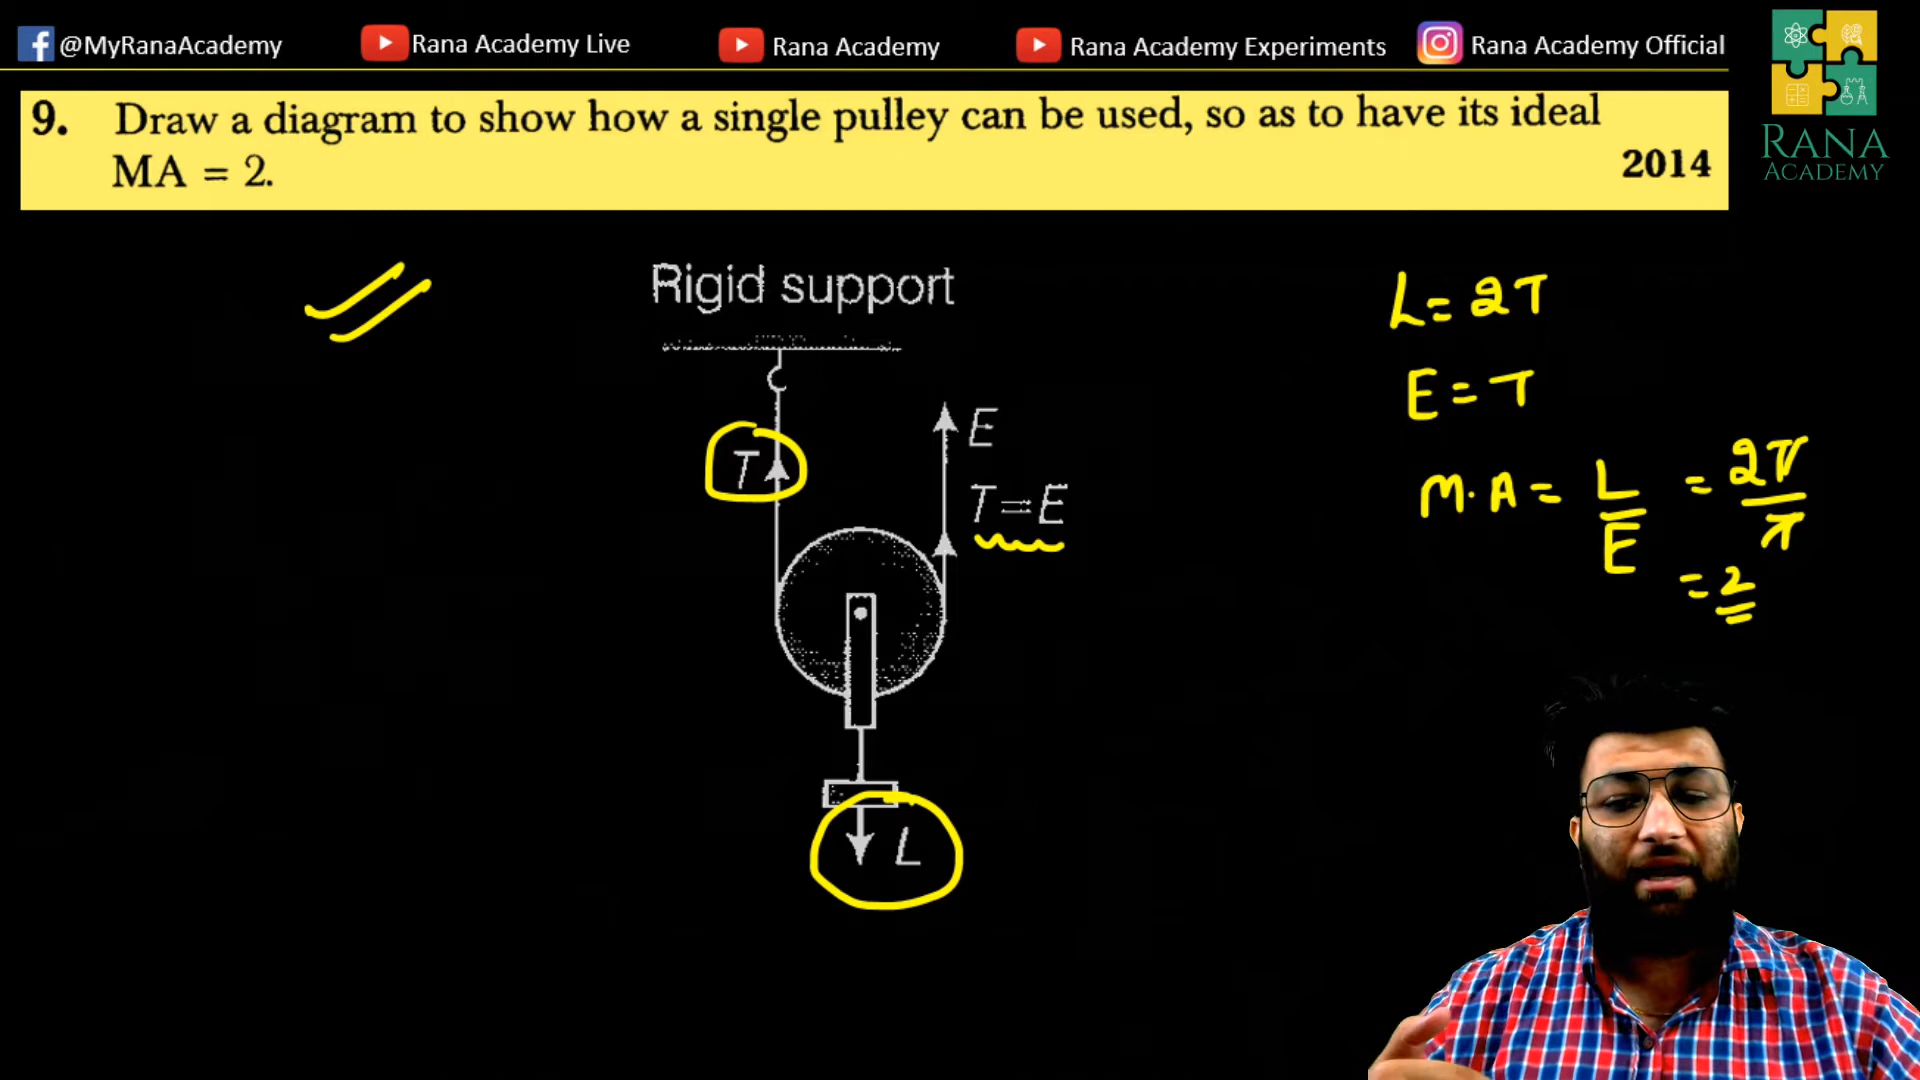 @MyRanaAcademy Rana Academy Live Rana Academy Rana Academy Experiments Rana Academy Official
RANA
ACADEMY
9. Draw a diagram to show how a single pulley can be used, so as to have its ideal
MA = 2. 2014
Rigid support
T
E
T=E
L
L = 2T
E = T
M.A = L/E = 2T/T
= 2